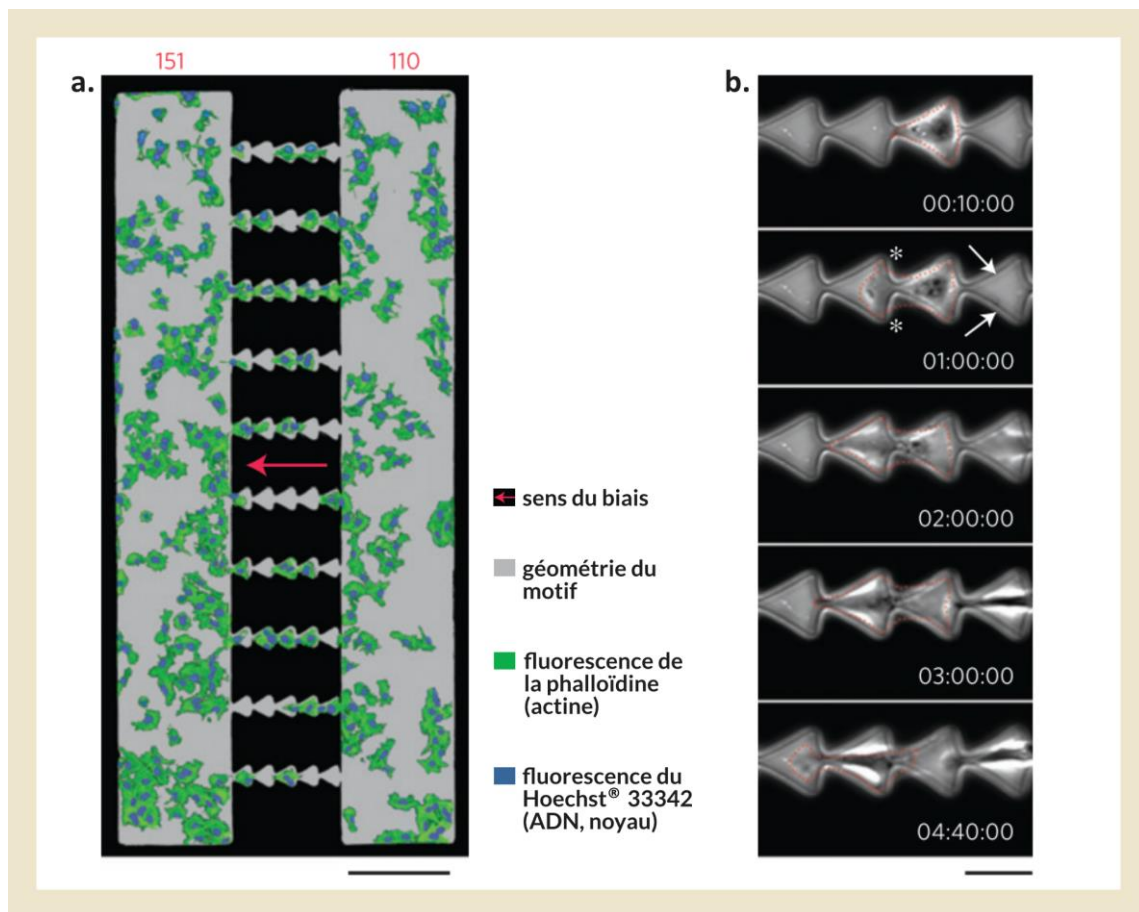 151
110
a.
b.
sens du biais
géométrie du
motif
fluorescence de
la phalloïdine
(actine)
fluorescence du
Hoechst® 33342
(ADN, noyau)
00:10:00
*
*
01:00:00
02:00:00
03:00:00
04:40:00